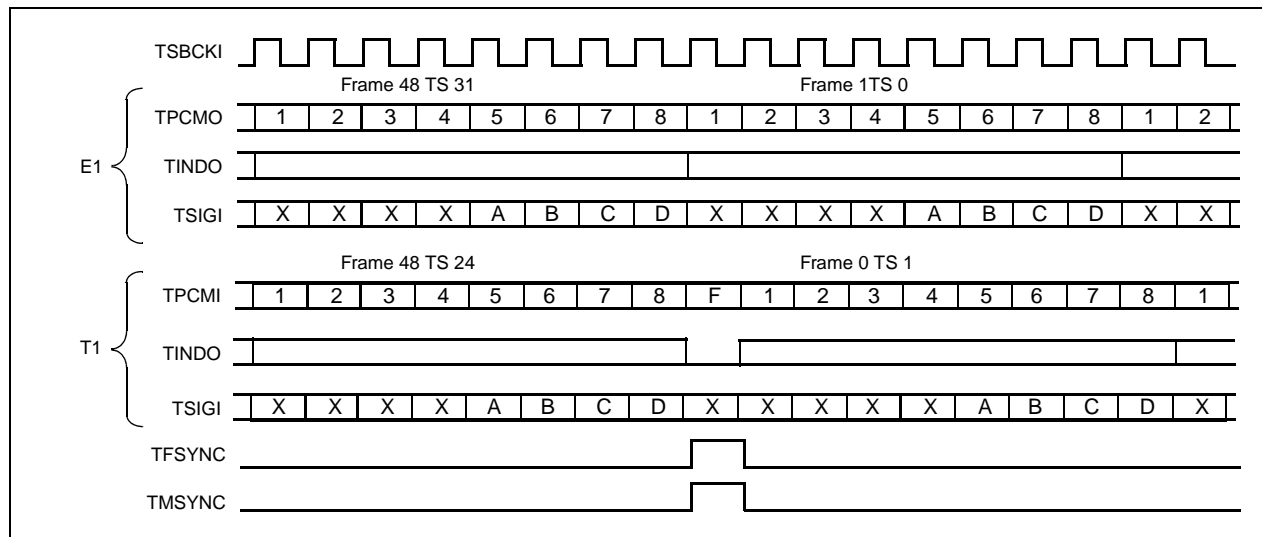 TSBCKI
Frame 48 TS 31 Frame 1TS 0
E1
TPCMO 1 2 3 4 5 6 7 8 1 2 3 4 5 6 7 8 1 2
TINDO
TSIGI X X X X A B C D X X X X A B C D X X
Frame 48 TS 24 Frame 0 TS 1
T1
TPCMI 1 2 3 4 5 6 7 8 F 1 2 3 4 5 6 7 8 1
TINDO
TSIGI X X X X A B C D X X X X X A B C D X
TFSYNC
TMSYNC